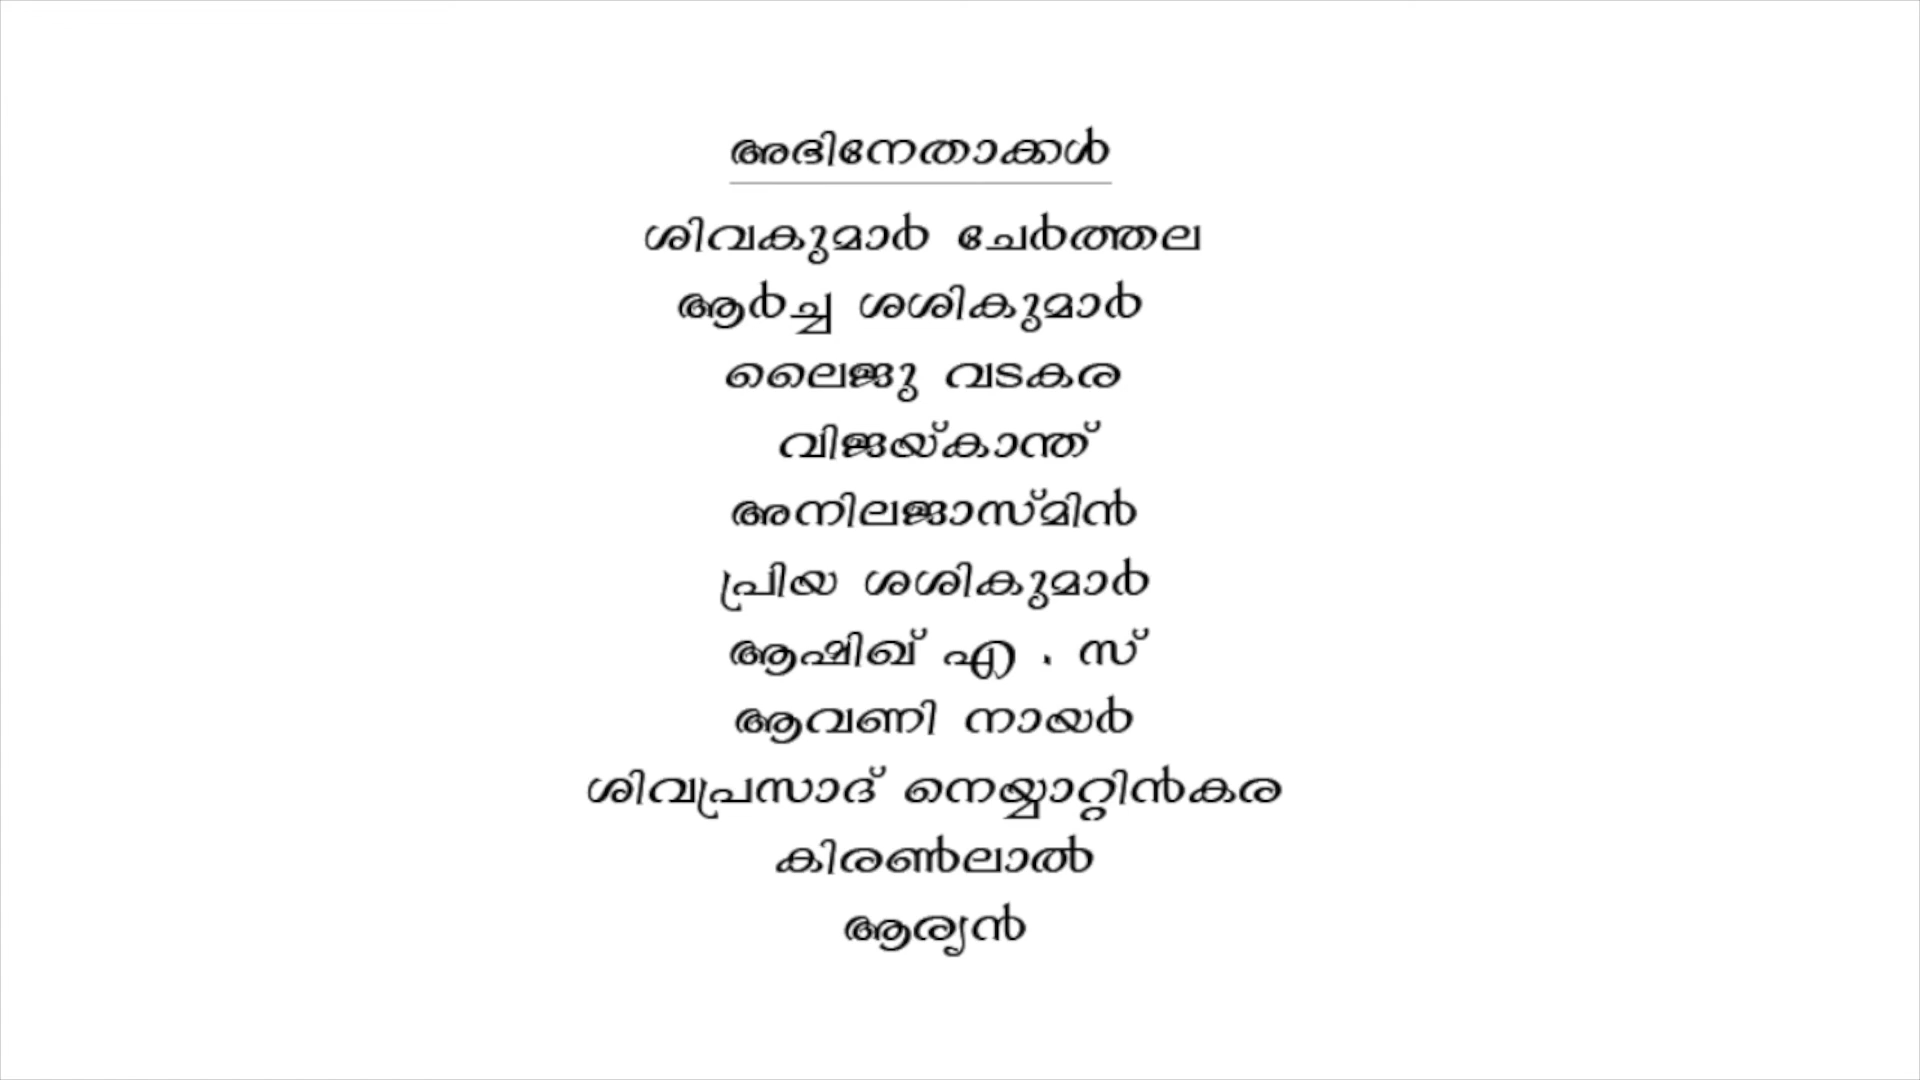 അഭിനേതാക്കൾ
ശിവകുമാർ ചേർത്തല
ആർച്ച ശശികുമാർ
ലൈജു വടകര
വിജയ്കാന്ത്
അനിലജാസ്മിൻ
പ്രിയ ശശികുമാർ
ആഷിഖ് എ . സ്
ആവണി നായർ
ശിവപ്രസാദ് നെയ്യാറ്റിൻകര
കിരൺലാൽ
ആര്യൻ